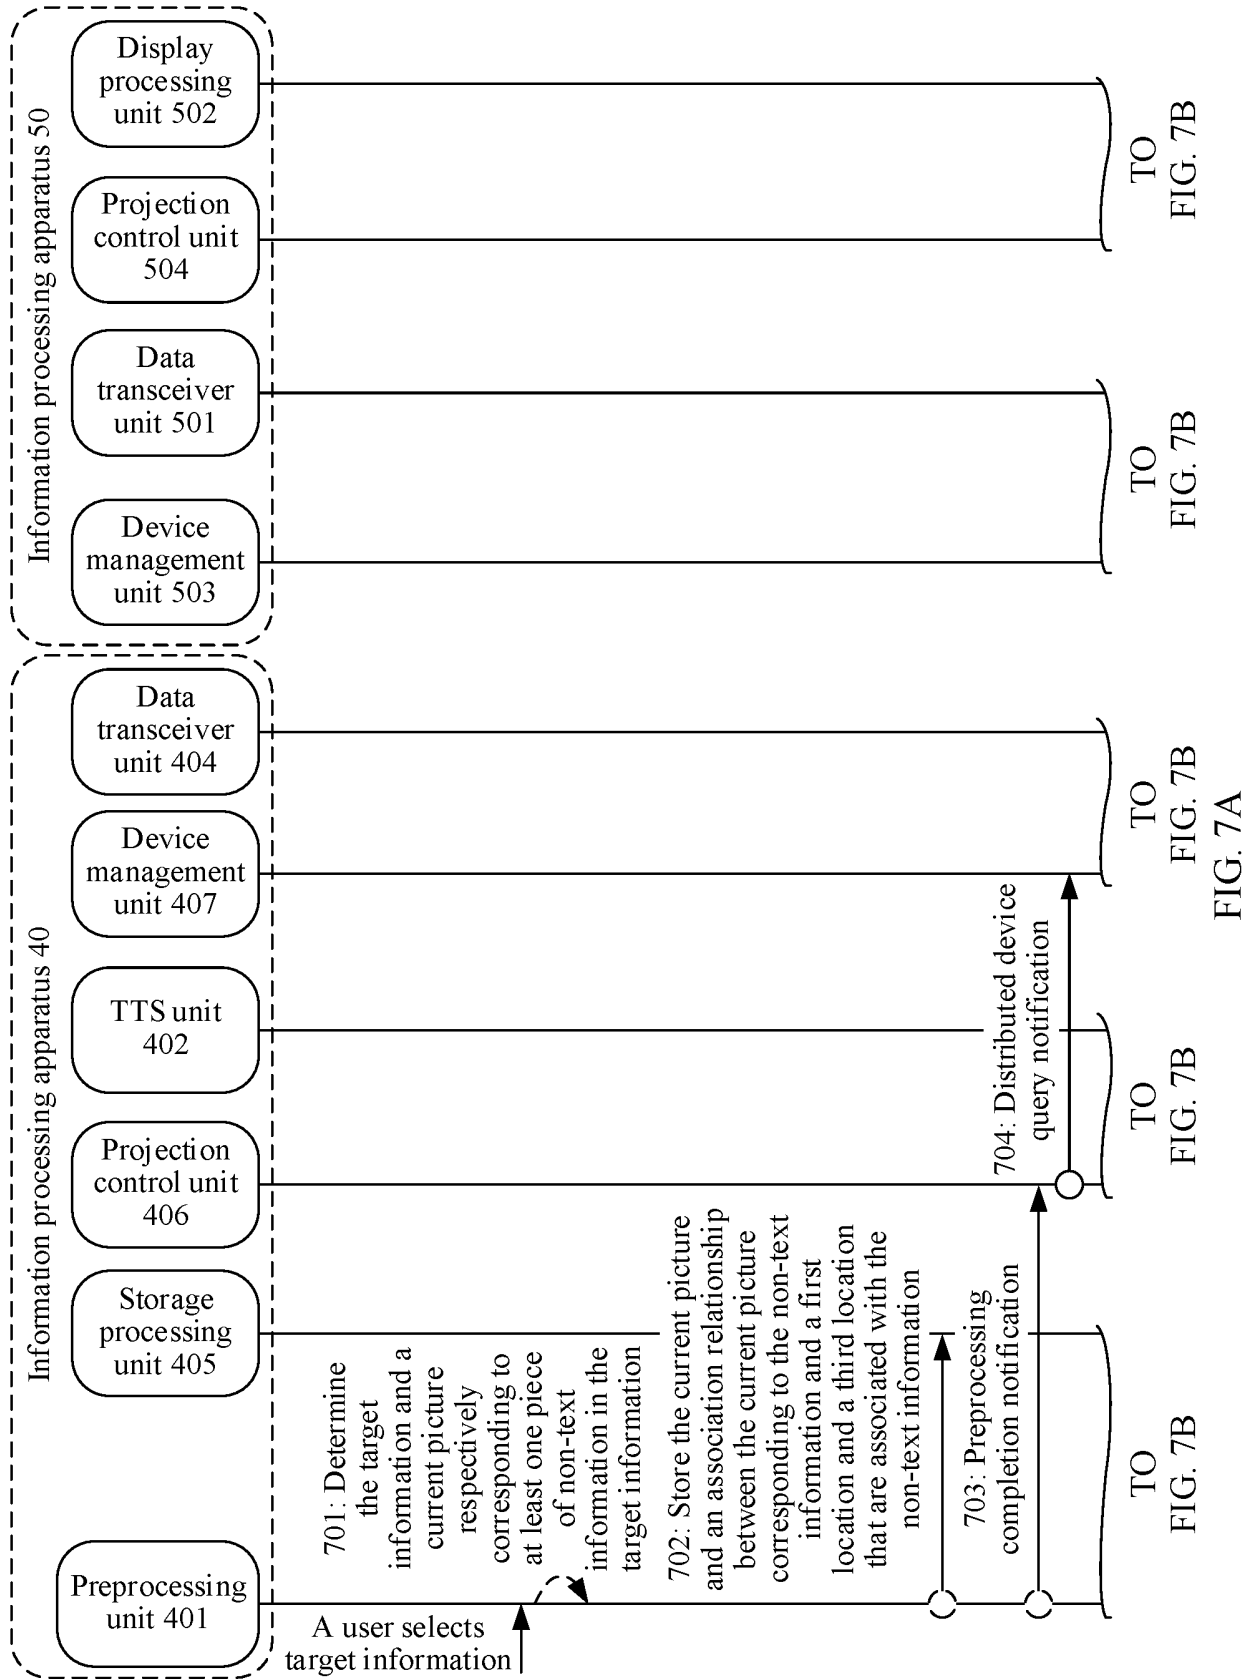 Information processing apparatus 40
Information processing apparatus 50
Preprocessing
unit 401
Storage
processing
unit 405
Projection
control unit
406
TTS unit
402
Device
management
unit 407
Data
transceiver
unit 404
Device
management
unit 503
Data
transceiver
unit 501
Projection
control unit
504
Display
processing
unit 502
A user selects
target information
701: Determine
the target
information and a
current picture
respectively
corresponding to
at least one piece
of non-text
information in the
target information
702: Store the current picture
and an association relationship
between the current picture
corresponding to the non-text
information and a first
location and a third location
that are associated with the
non-text information
703: Preprocessing
completion notification
704: Distributed device
query notification
TO
FIG. 7B
TO
FIG. 7B
TO
FIG. 7B
TO
FIG. 7B
TO
FIG. 7B
FIG. 7A